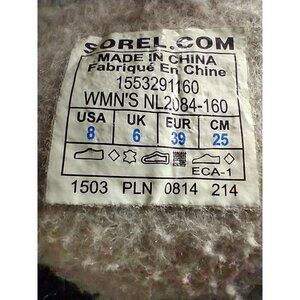 SOREL.COM
MADE IN CHINA
Fabriqué En Chine
1553291160
WMN'S NL2084-160
USA UK EUR CM
8 6 39 25
ECA-1
1503 PLN 0814 214